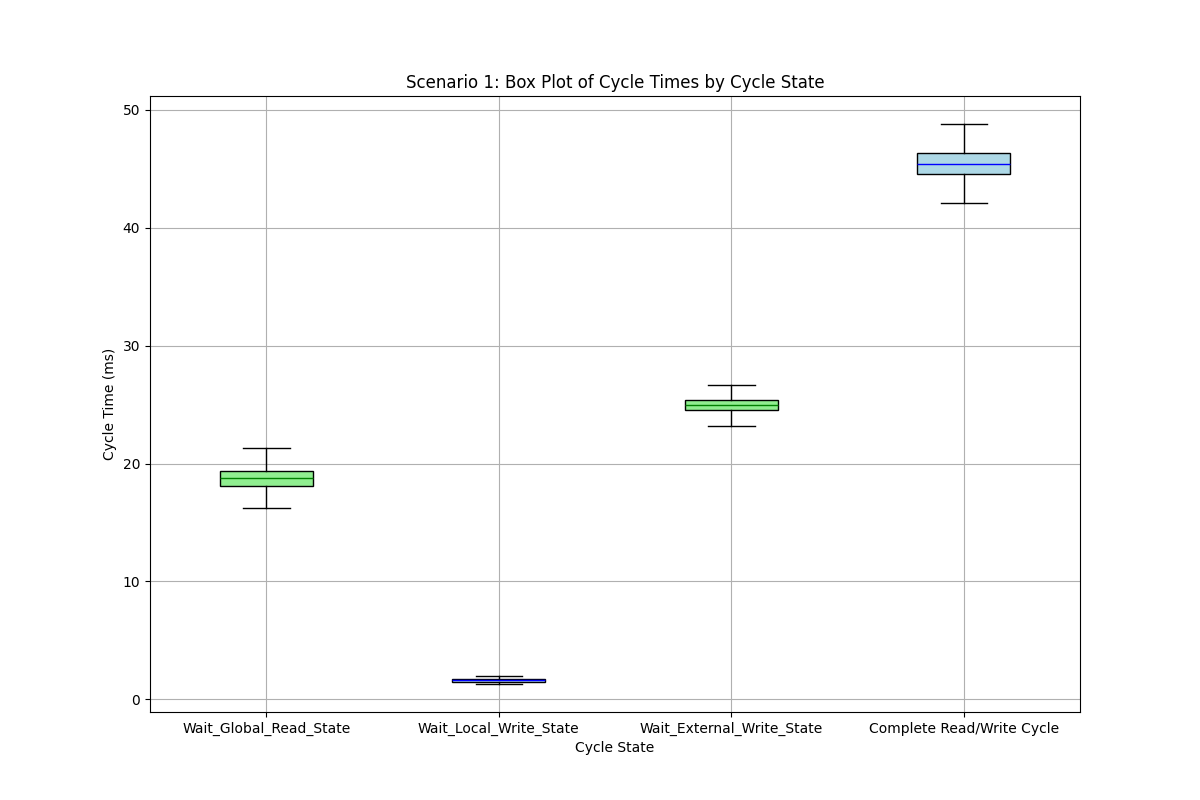 Scenario 1: Box Plot of Cycle Times by Cycle State
Cycle Time (ms)
50
40
30
20
10
0
Wait_Global_Read_State
Wait_Local_Write_State
Wait_External_Write_State
Complete Read/Write Cycle
Cycle State